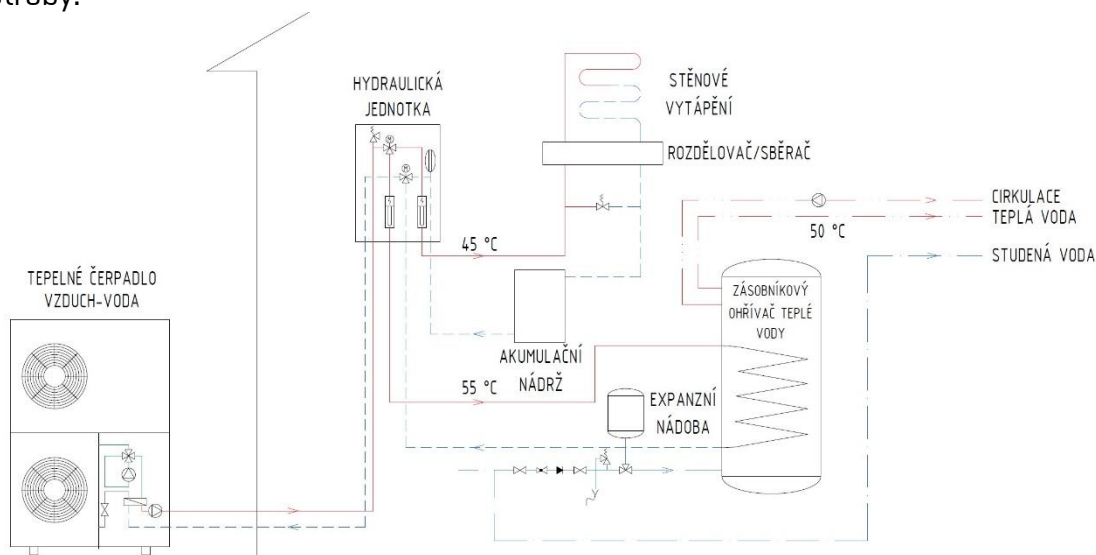 HYDRAULICKÁ
JEDNOTKA
STĚNOVÉ
VYTÁPĚNÍ
ROZDĚLOVAČ/SBĚRAČ
CIRKULACE
TEPLÁ VODA
50 °C
STUDENÁ VODA
45 °C
TEPELNÉ ČERPADLO
VZDUCH-VODA
ZÁSOBNÍKOVÝ
OHŘÍVAČ TEPLÉ
VODY
AKUMULAČNÍ
NÁDRŽ
55 °C
EXPANZNÍ
NÁDOBA
M
M